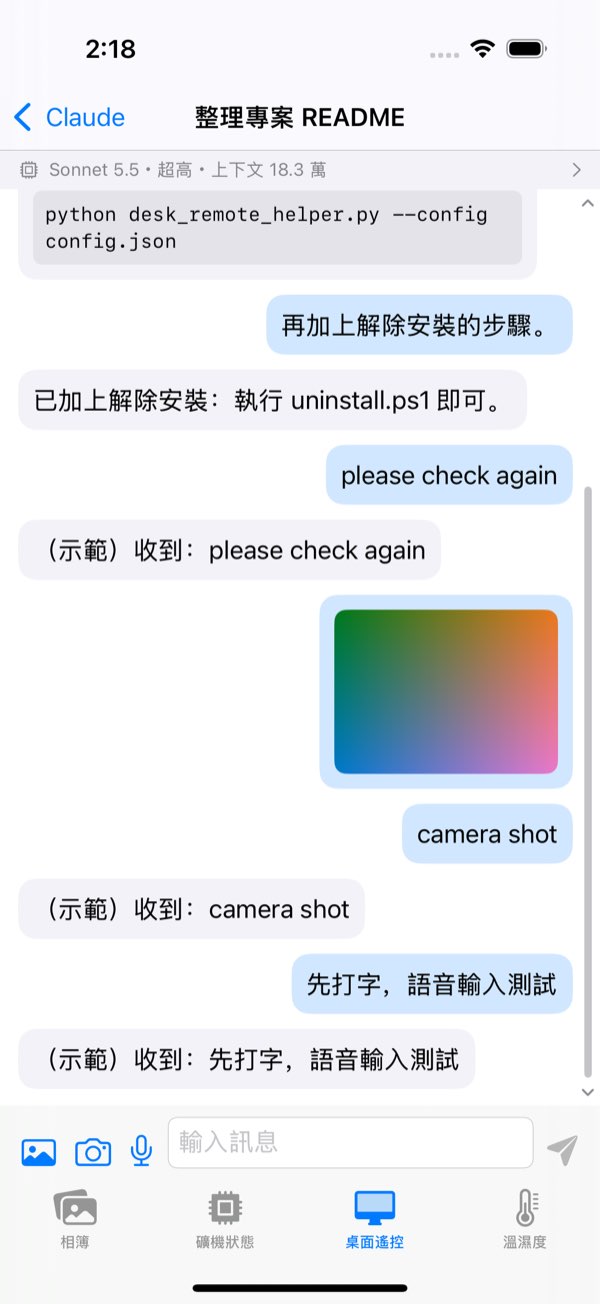 2:18
Claude
整理專案 README
Sonnet 5.5・超高・上下文 18.3 萬
python desk_remote_helper.py --config
config.json
再加上解除安裝的步驟。
已加上解除安裝：執行 uninstall.ps1 即可。
please check again
（示範）收到：please check again
camera shot
（示範）收到：camera shot
先打字，語音輸入測試
（示範）收到：先打字，語音輸入測試
輸入訊息
相簿
礦機狀態
桌面遙控
溫濕度